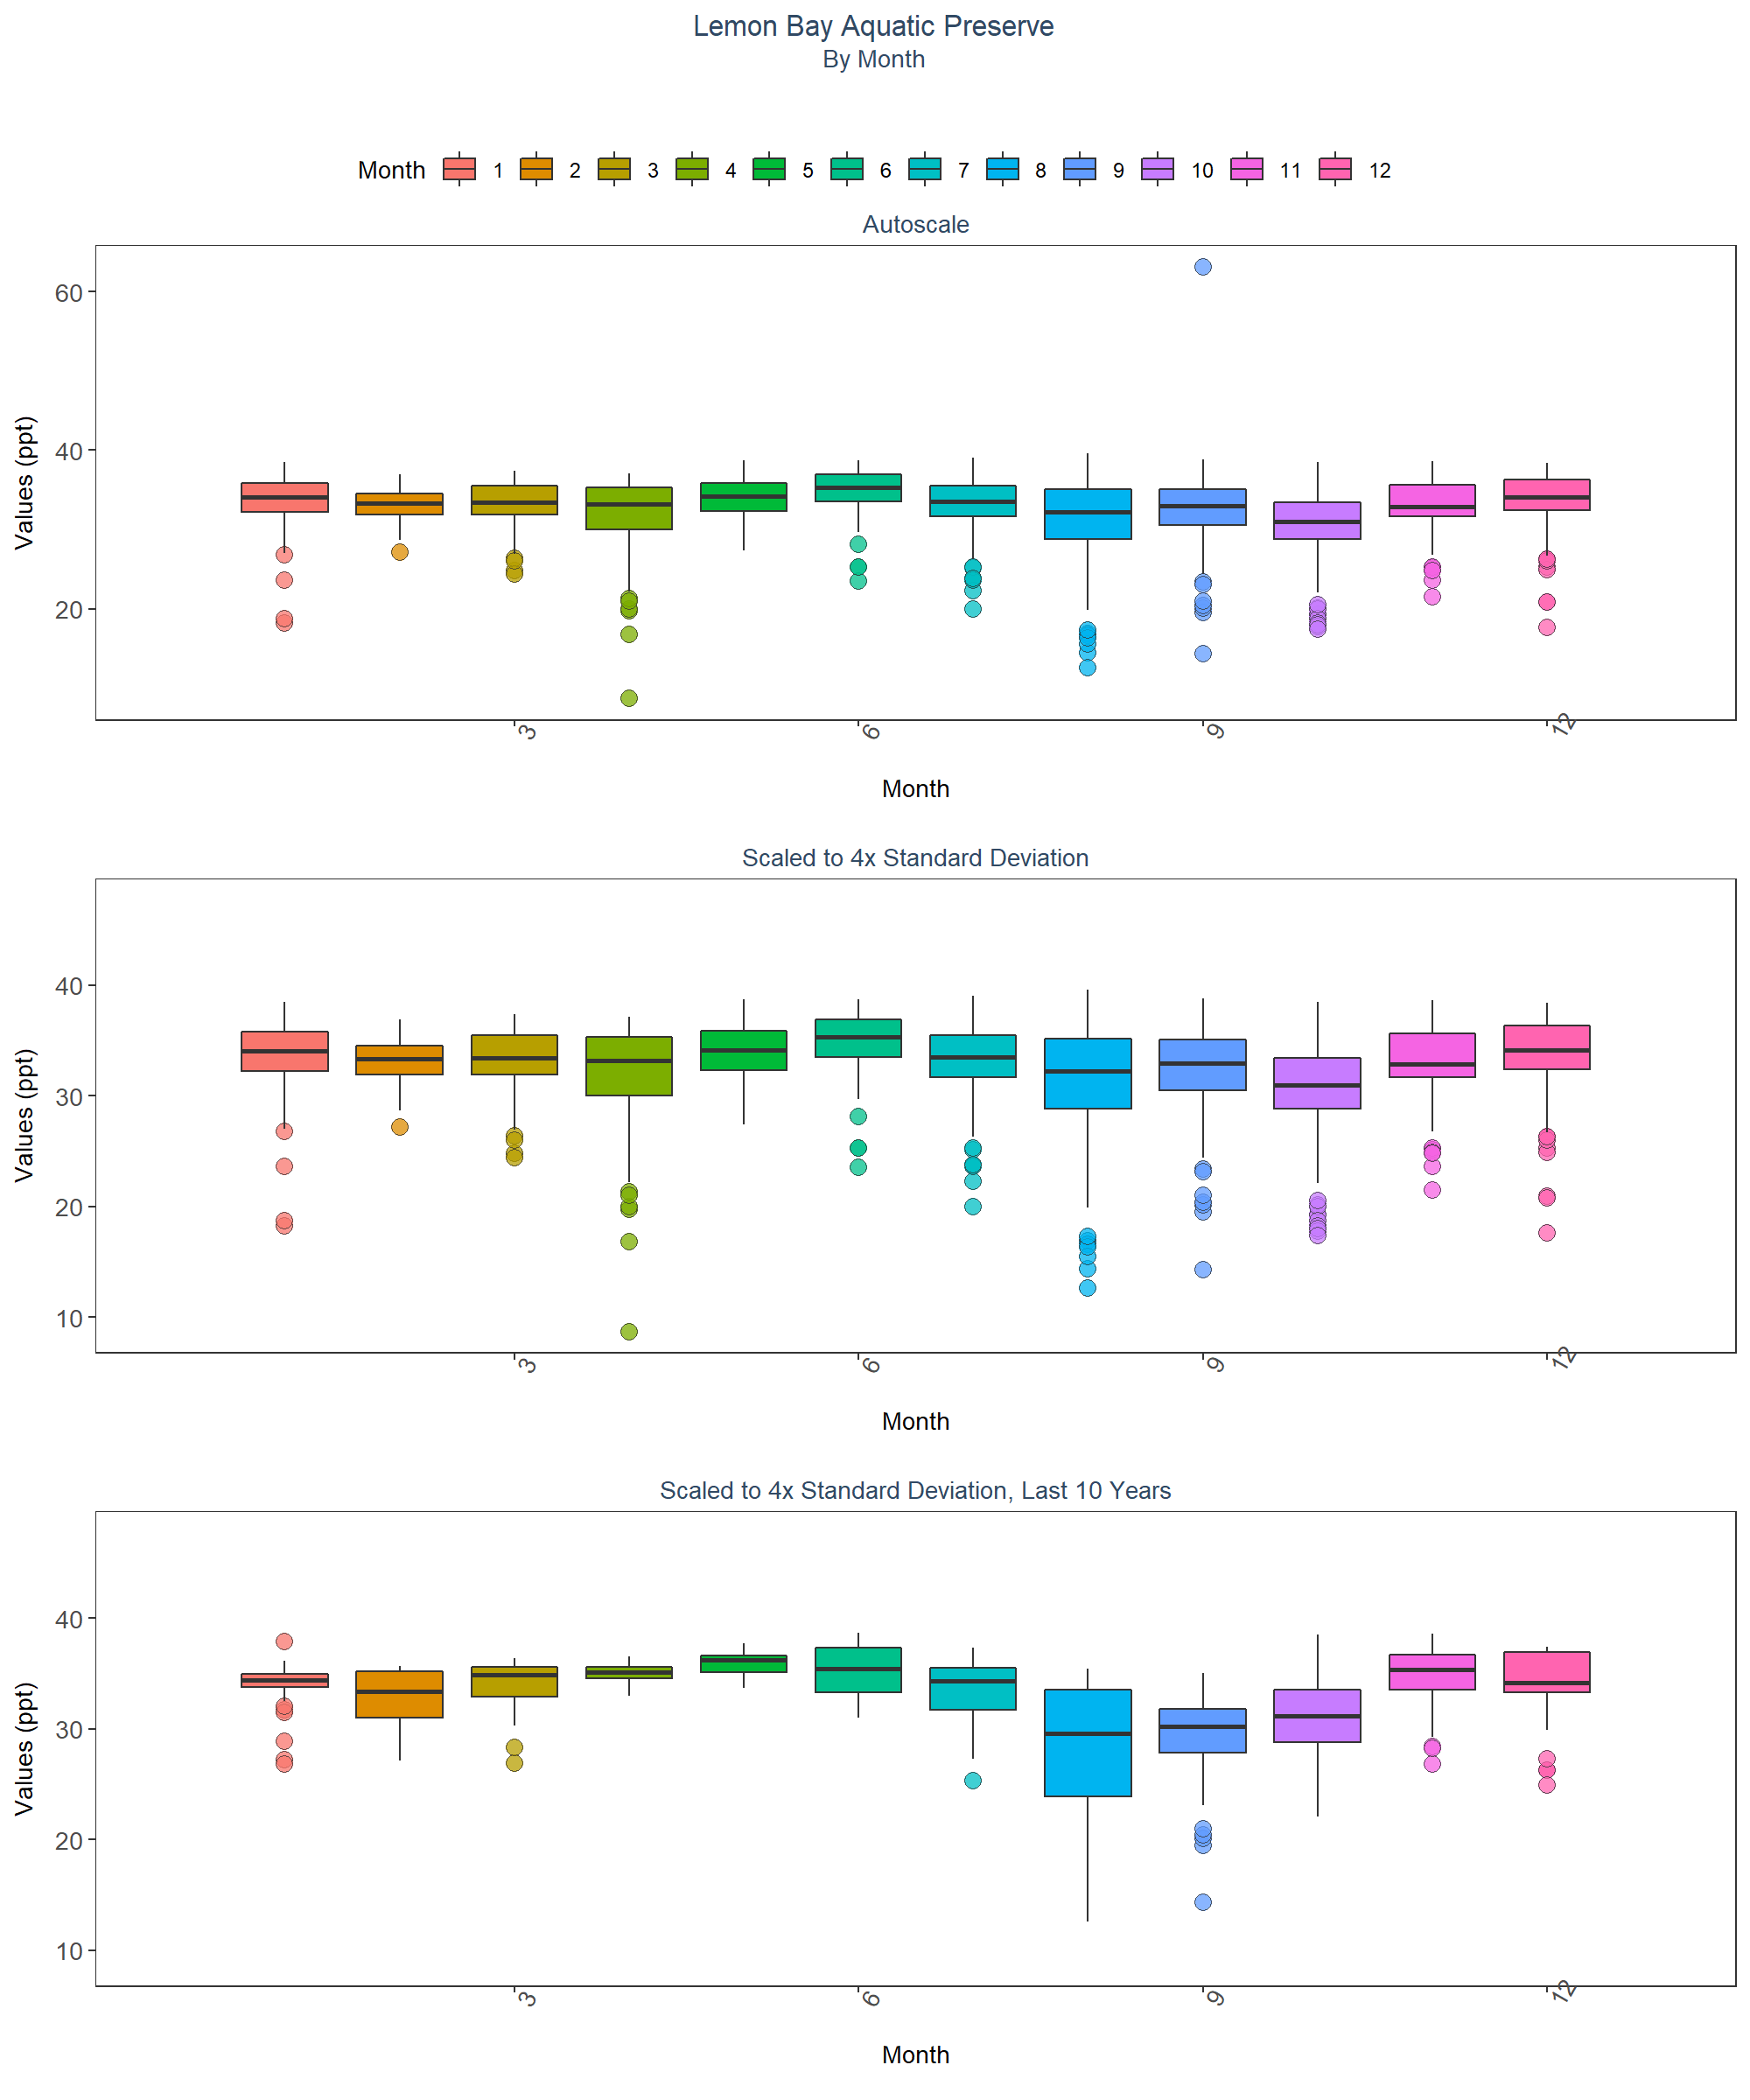 Lemon Bay Aquatic Preserve
By Month
Month 1 2 3 4 5 6 7 8 9 10 11 12
Autoscale
Values (ppt)
60
40
20
3 6 9 12
Month
Scaled to 4x Standard Deviation
Values (ppt)
40
30
20
10
3 6 9 12
Month
Scaled to 4x Standard Deviation, Last 10 Years
Values (ppt)
40
30
20
10
3 6 9 12
Month